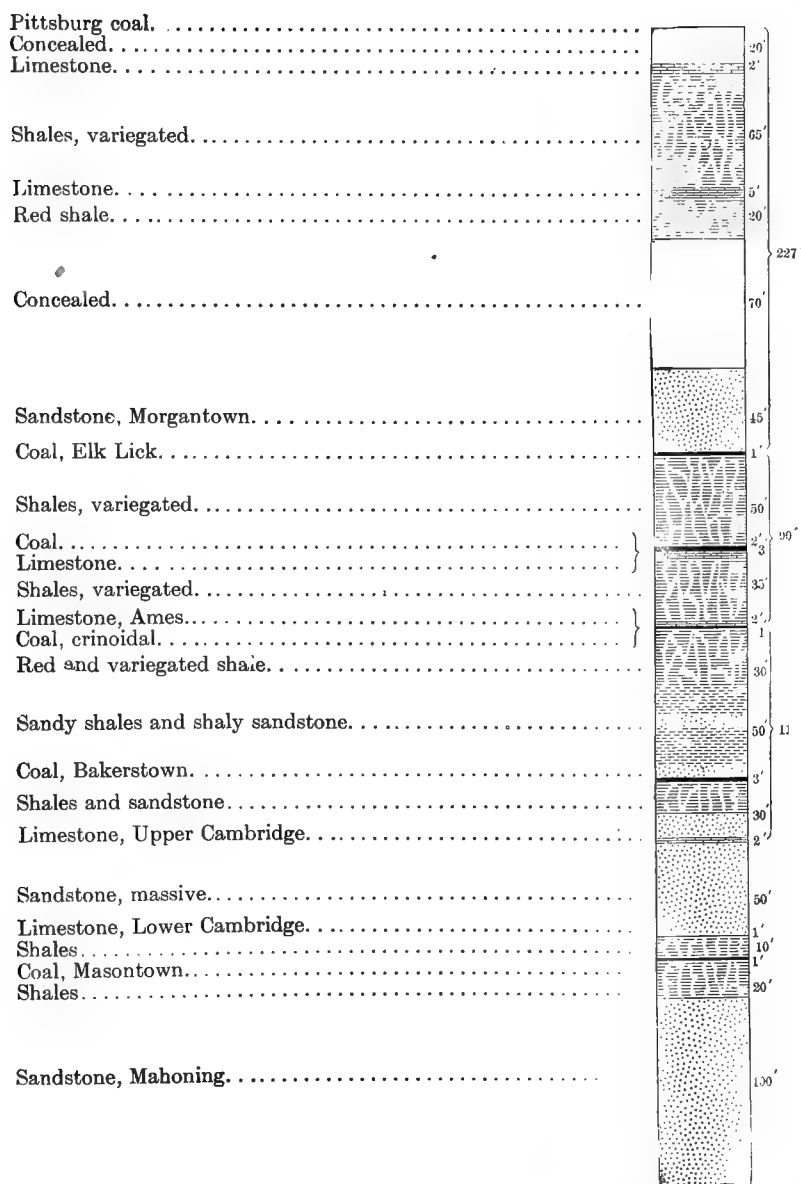 Pittsburg coal. 20'
Concealed.
Limestone. 2'
Shales, variegated. 65'
Limestone. 5'
Red shale. 20'
227
Concealed. 70'
Sandstone, Morgantown. 45'
Coal, Elk Lick. 1'
Shales, variegated. 50'
99'
Coal. 2'
Limestone. 3
Shales, variegated. 35'
Limestone, Ames. 2'
Coal, crinoidal. 1
Red and variegated shale. 30'
Sandy shales and shaly sandstone. 50' 11
Coal, Bakerstown. 3'
Shales and sandstone. 30'
Limestone, Upper Cambridge. 2'
Sandstone, massive. 50'
Limestone, Lower Cambridge. 1'
Shales 10'
Coal, Masontown. 1'
Shales 20'
Sandstone, Mahoning. 100'